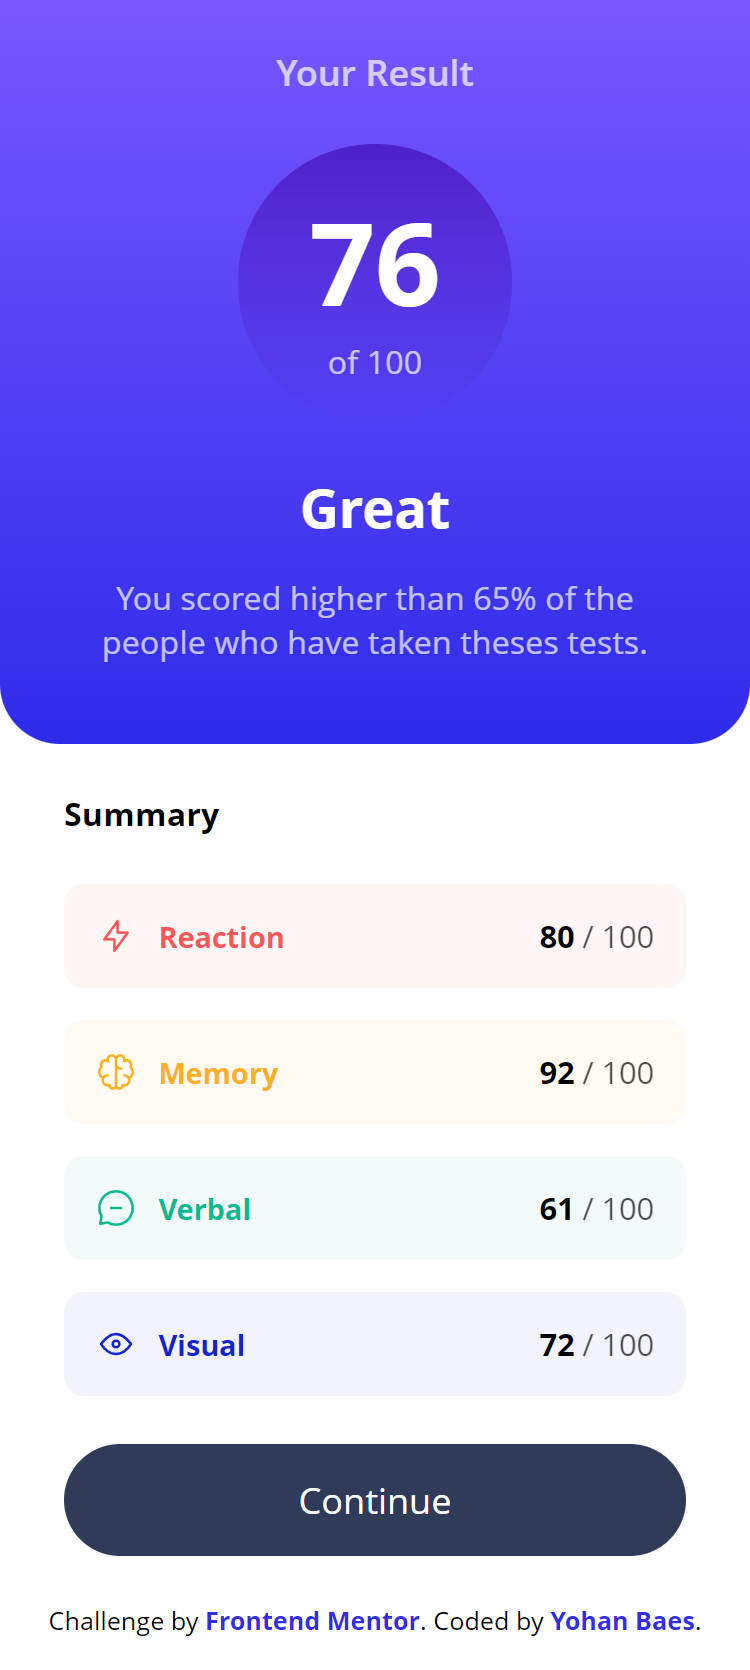 Your Result
76
of 100
Great
You scored higher than 65% of the
people who have taken theses tests.
Summary
Reaction 80 / 100
Memory 92 / 100
Verbal 61 / 100
Visual 72 / 100
Continue
Challenge by Frontend Mentor. Coded by Yohan Baes.